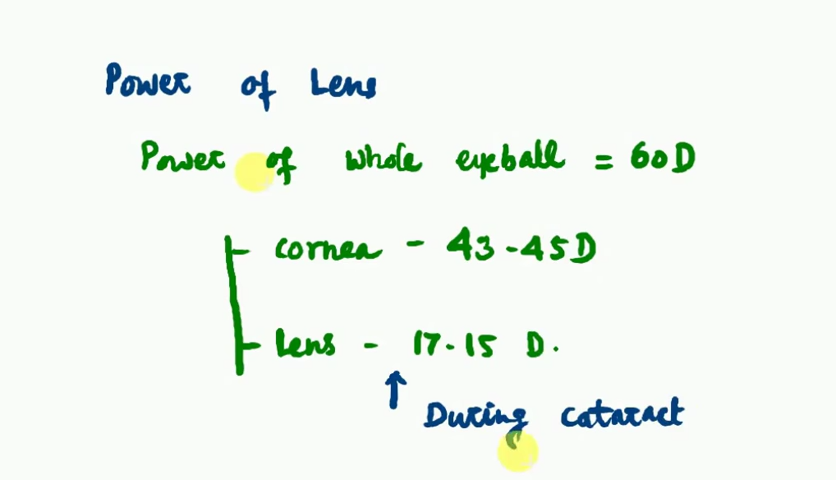 Power of Lens
Power of whole eyeball = 60D
cornea - 43-45D
Lens - 17-15 D.
↑ During cataract